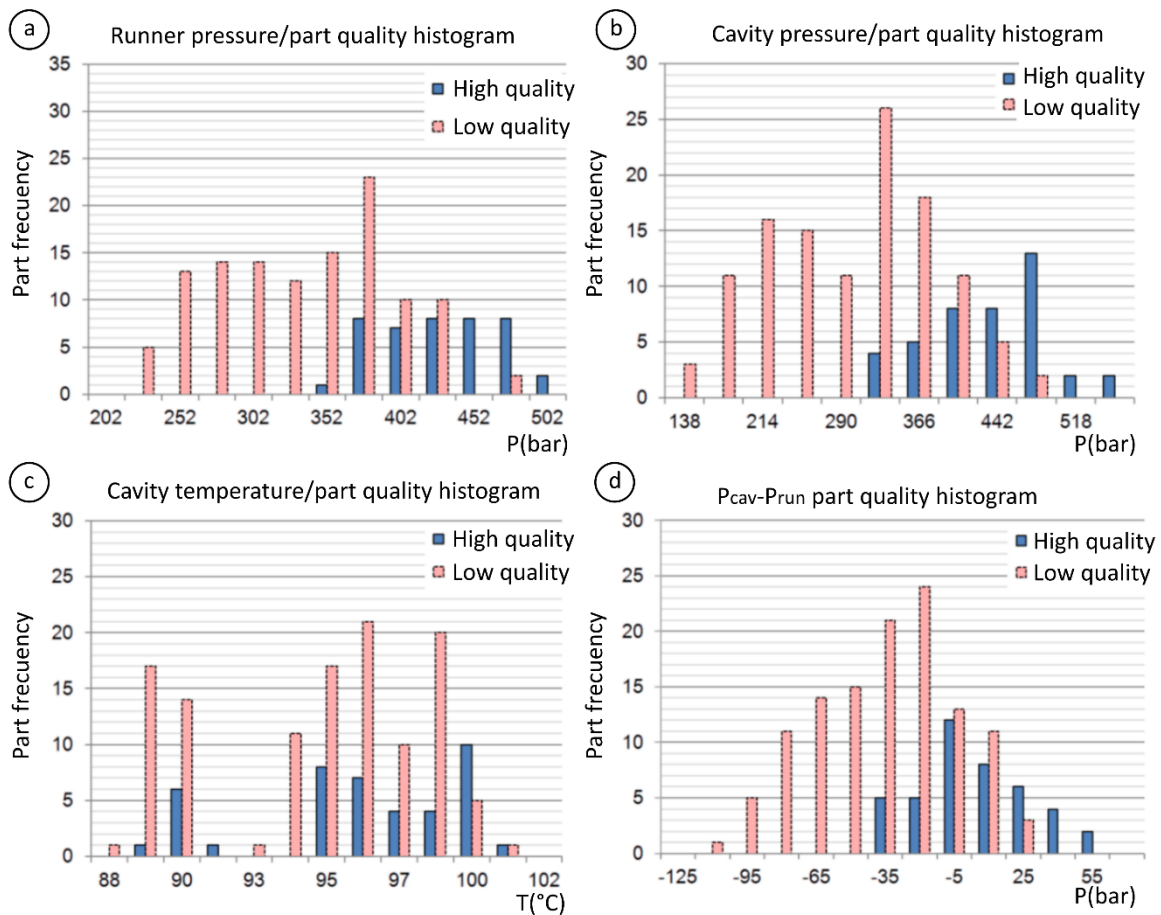 a
Runner pressure/part quality histogram
35
30
25
20
15
10
5
0
Part frecuency
High quality
Low quality
202 252 302 352 402 452 502
P(bar)
b
Cavity pressure/part quality histogram
30
25
20
15
10
5
0
Part frecuency
High quality
Low quality
138 214 290 366 442 518
P(bar)
c
Cavity temperature/part quality histogram
30
25
20
15
10
5
0
Part frecuency
High quality
Low quality
88 90 93 95 97 100 102
T(°C)
d
Pcav-Prun part quality histogram
30
25
20
15
10
5
0
Part frecuency
High quality
Low quality
-125 -95 -65 -35 -5 25 55
P(bar)